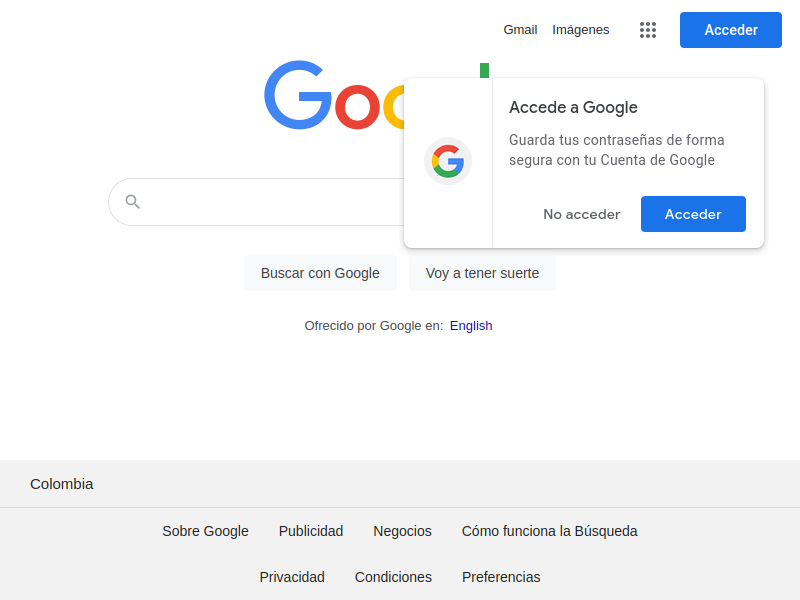 Gmail Imágenes Acceder
Accede a Google
Guarda tus contraseñas de forma
segura con tu Cuenta de Google
No acceder Acceder
Buscar con Google Voy a tener suerte
Ofrecido por Google en: English
Colombia
Sobre Google Publicidad Negocios Cómo funciona la Búsqueda
Privacidad Condiciones Preferencias